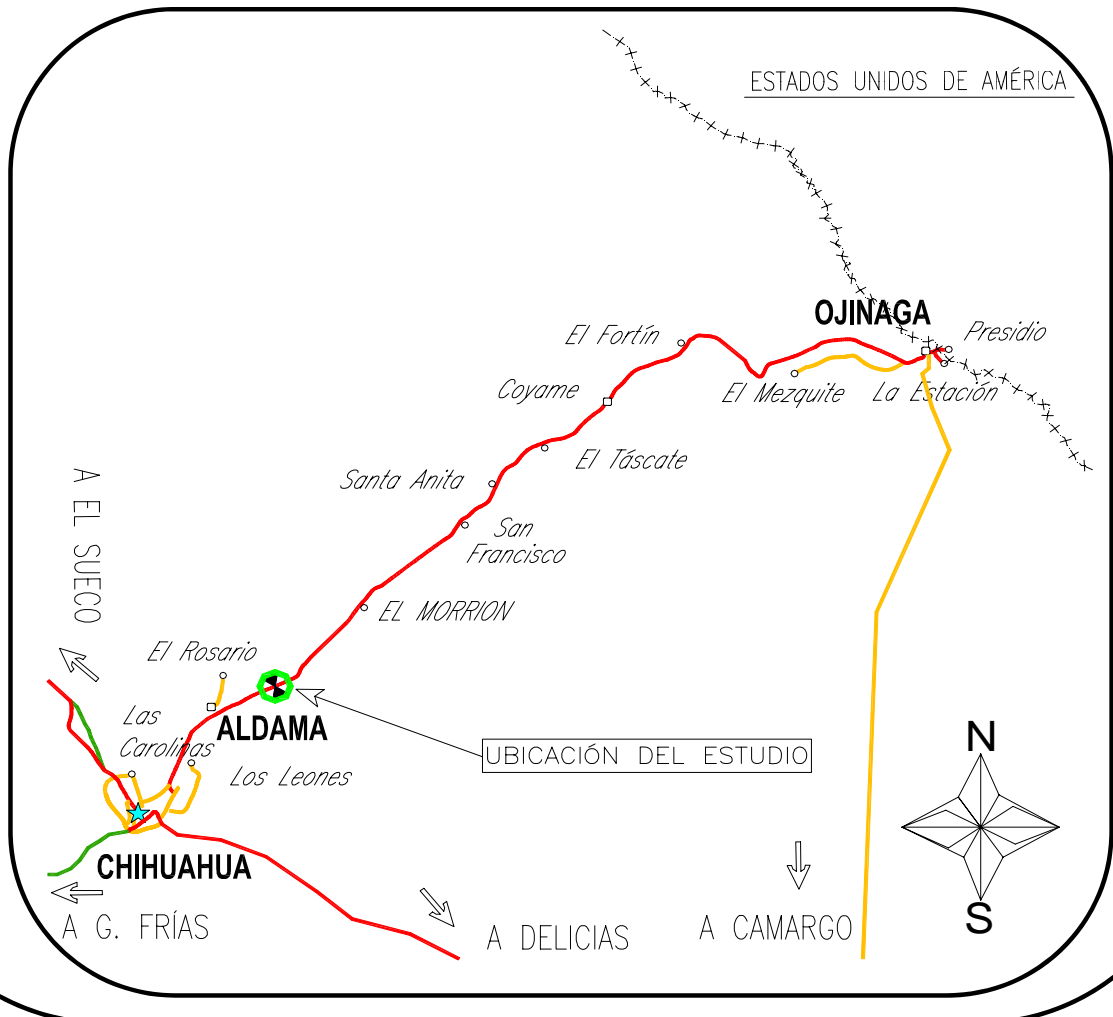 ESTADOS UNIDOS DE AMÉRICA
OJINAGA
Presidio
El Fortín
El Mezquite
La Estación
Coyame
El Táscate
Santa Anita
San
Francisco
A EL SUECO
EL MORRION
El Rosario
ALDAMA
Las
Carolinas
Los Leones
UBICACIÓN DEL ESTUDIO
N
CHIHUAHUA
A G. FRÍAS
A DELICIAS
A CAMARGO
S